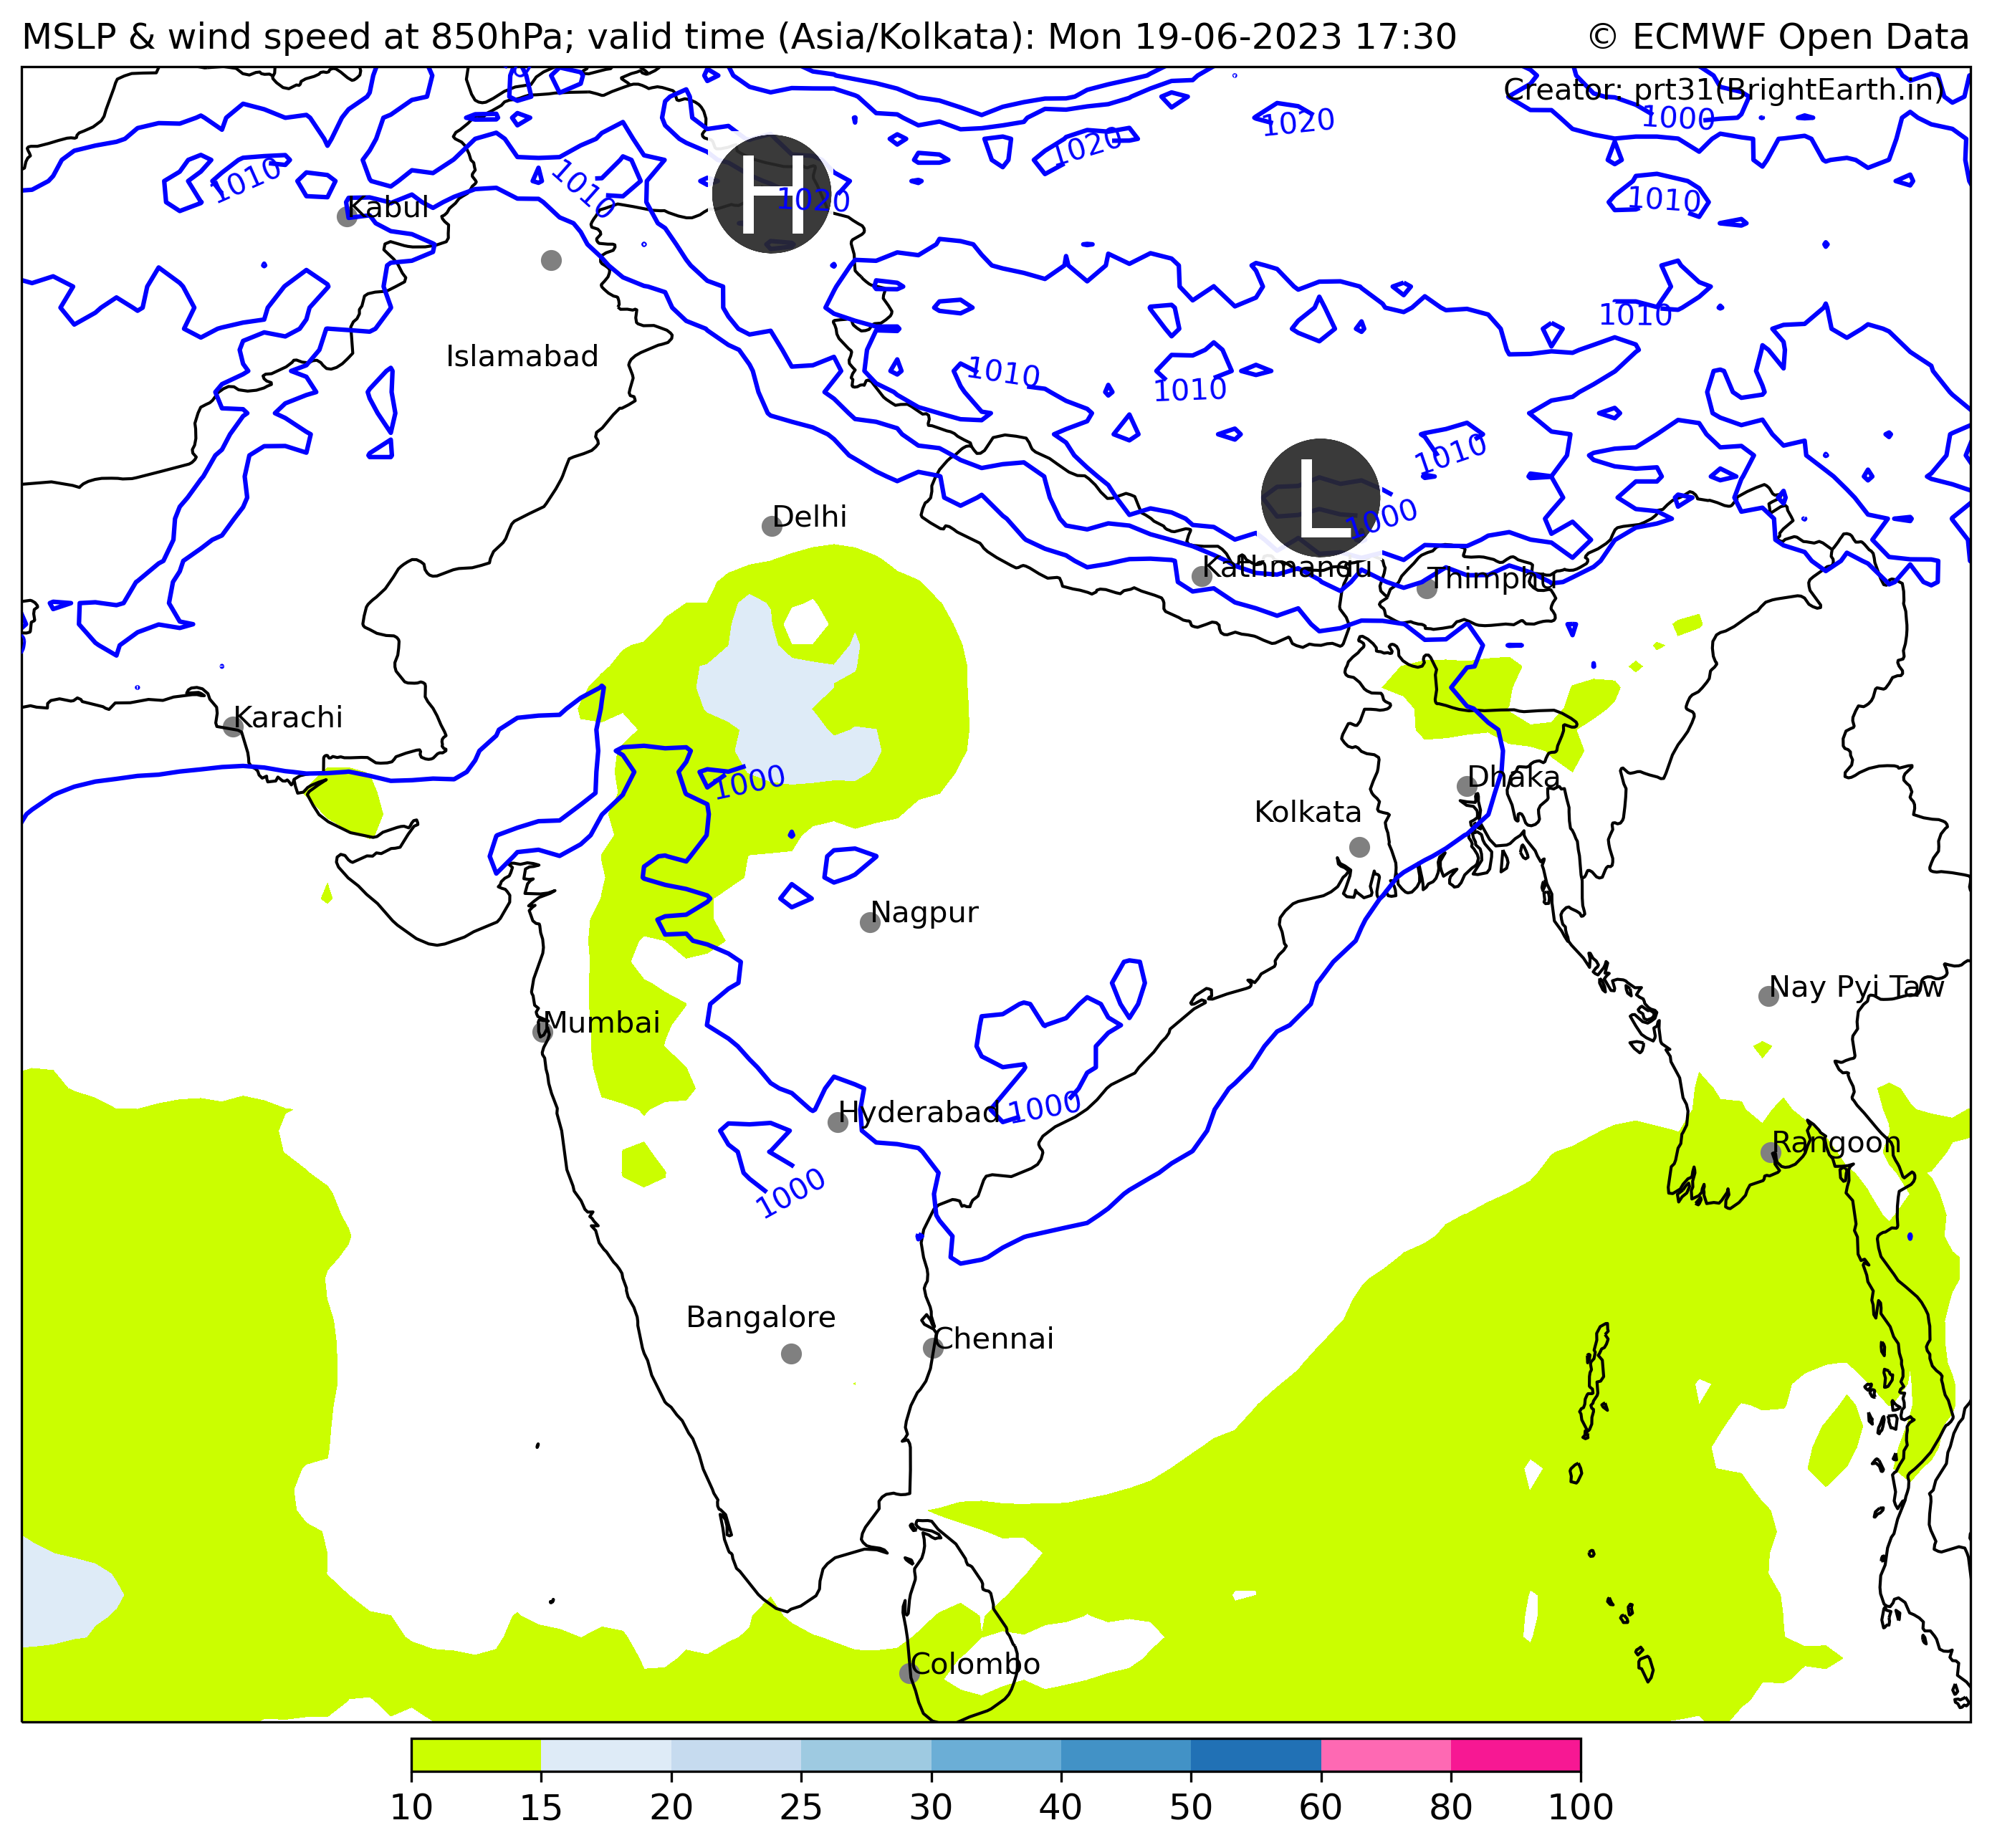 MSLP & wind speed at 850hPa; valid time (Asia/Kolkata): Mon 19-06-2023 17:30
© ECMWF Open Data
Creator: prt31(BrightEarth.in)
1000
1020
1020
1010
1010
H
1020
1010
Kabul
1010
Islamabad
1010
1010
1010
Delhi
L
1000
Kathmandu
Thimphu
Karachi
1000
Dhaka
Kolkata
Nagpur
Nay Pyi Taw
Mumbai
Hyderabad
1000
Rangoon
1000
Bangalore
Chennai
Colombo
10 15 20 25 30 40 50 60 80 100